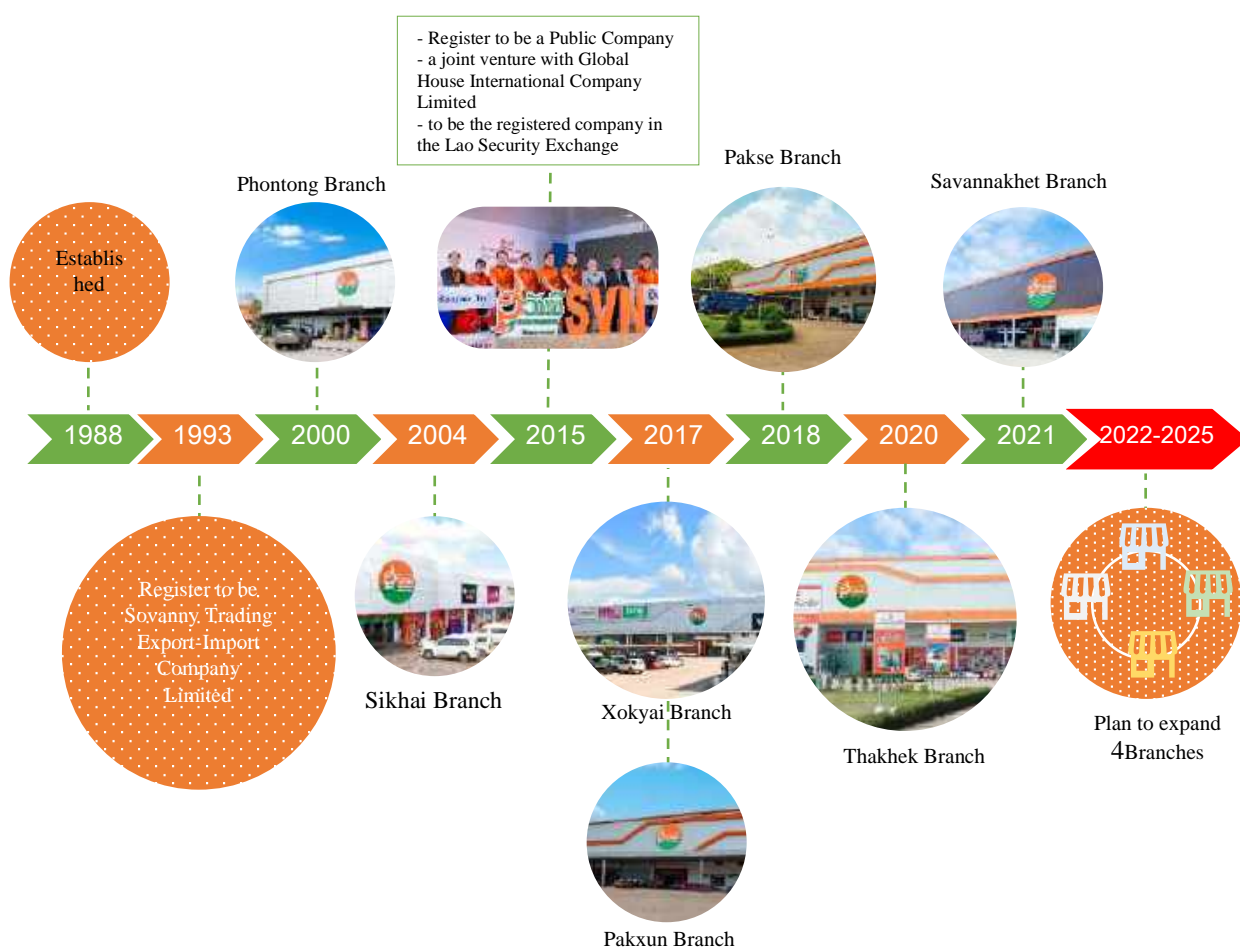 - Register to be a Public Company
- a joint venture with Global
House International Company
Limited
- to be the registered company in
the Lao Security Exchange
Phontong Branch
Pakse Branch
Savannakhet Branch
Establis
hed
SVN
1988
1993
2000
2004
2015
2017
2018
2020
2021
2022-2025
Register to be
Sovanny Trading
Export-Import
Company
Limited
Sikhai Branch
Xokyai Branch
Thakhek Branch
Plan to expand
4Branches
Pakxun Branch